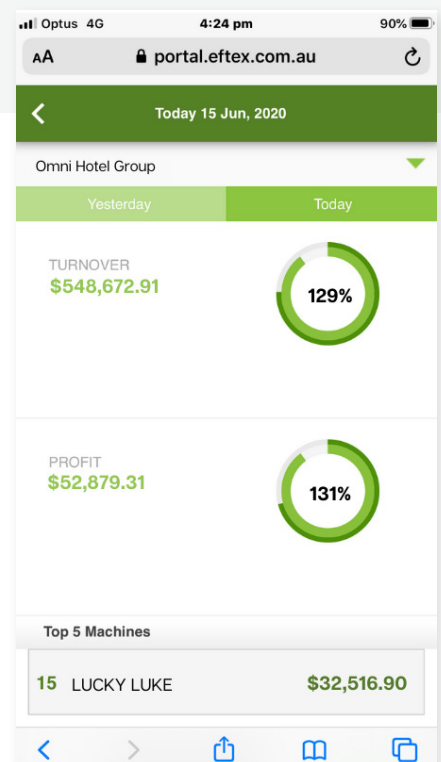 Optus 4G 4:24 pm 90%
AA portal.eftex.com.au
Today 15 Jun, 2020
Omni Hotel Group
Yesterday Today
TURNOVER
$548,672.91
129%
PROFIT
$52,879.31
131%
Top 5 Machines
15 LUCKY LUKE $32,516.90